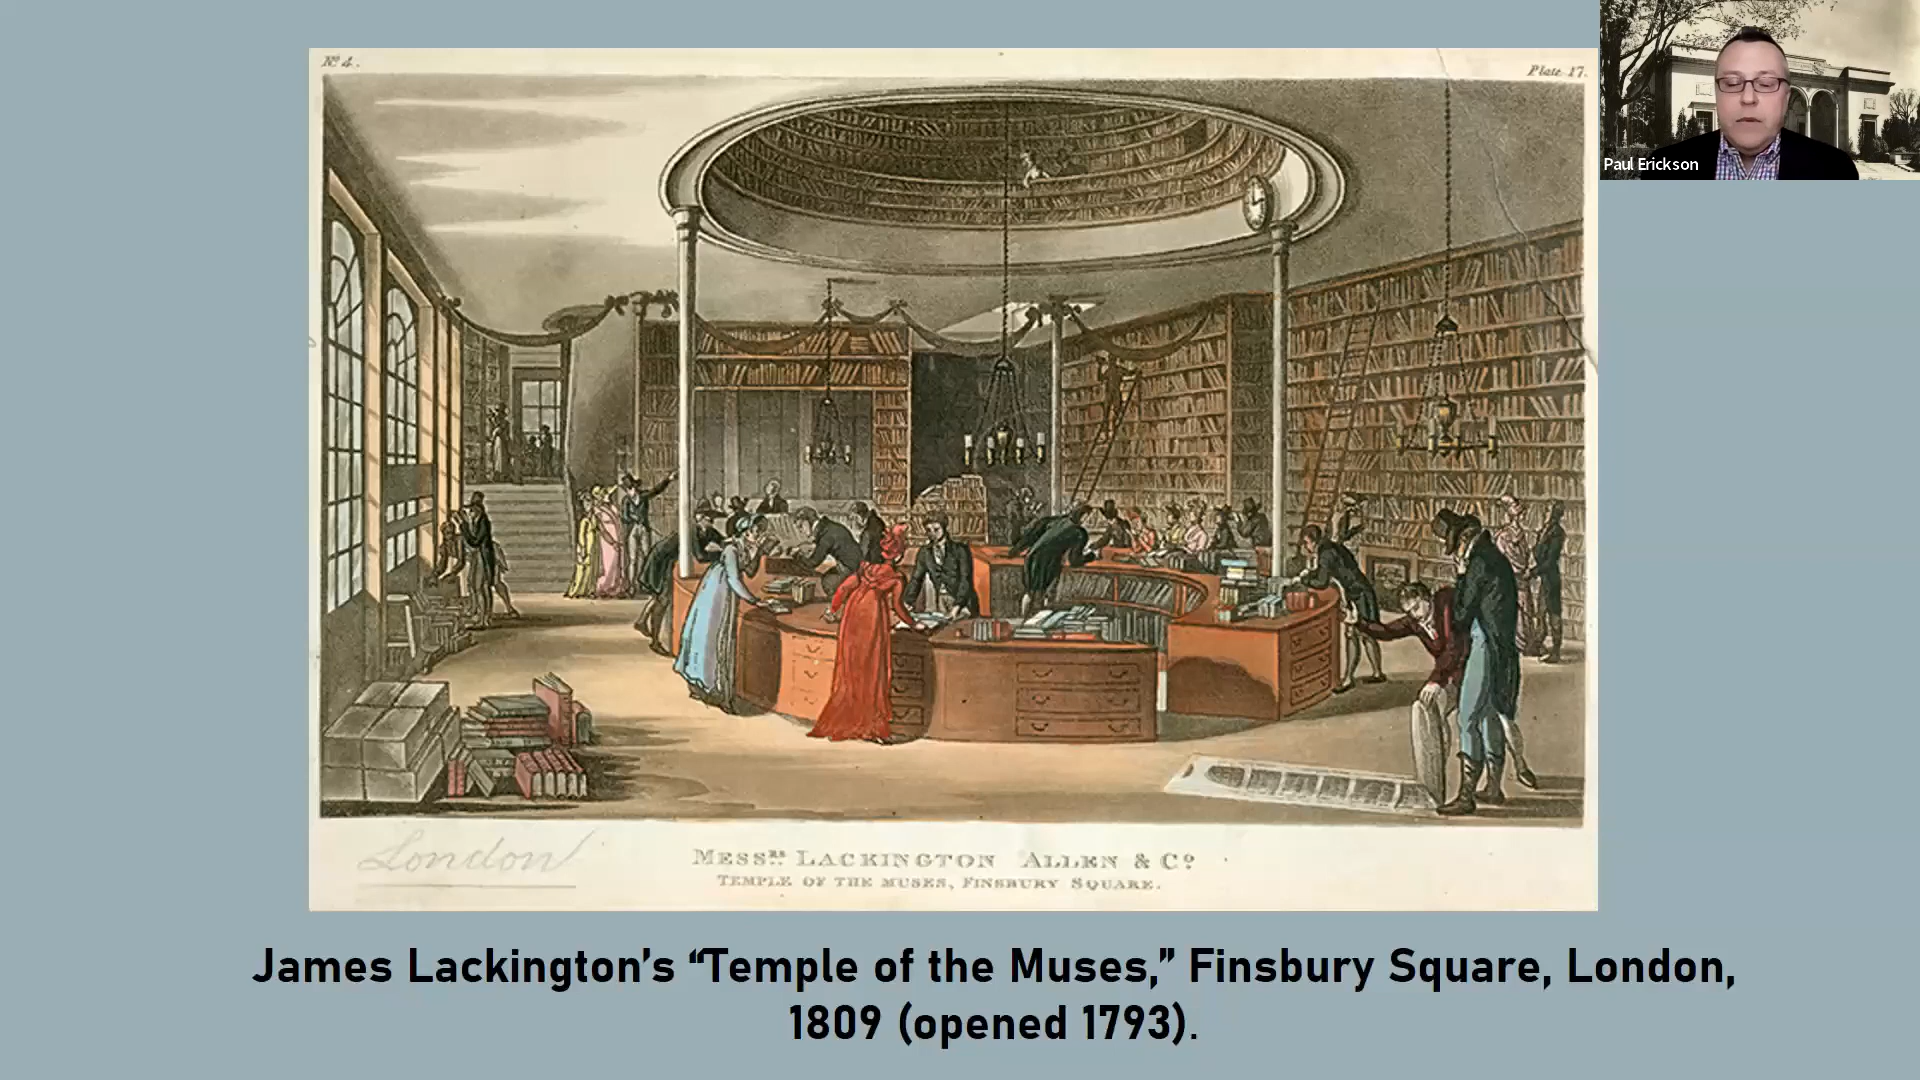 Nº 4.
Plate 17.
Paul Erickson
London
MESSRS LACKINGTON ALLEN & Cº
TEMPLE OF THE MUSES, FINSBURY SQUARE.
James Lackington’s “Temple of the Muses,” Finsbury Square, London,
1809 (opened 1793).